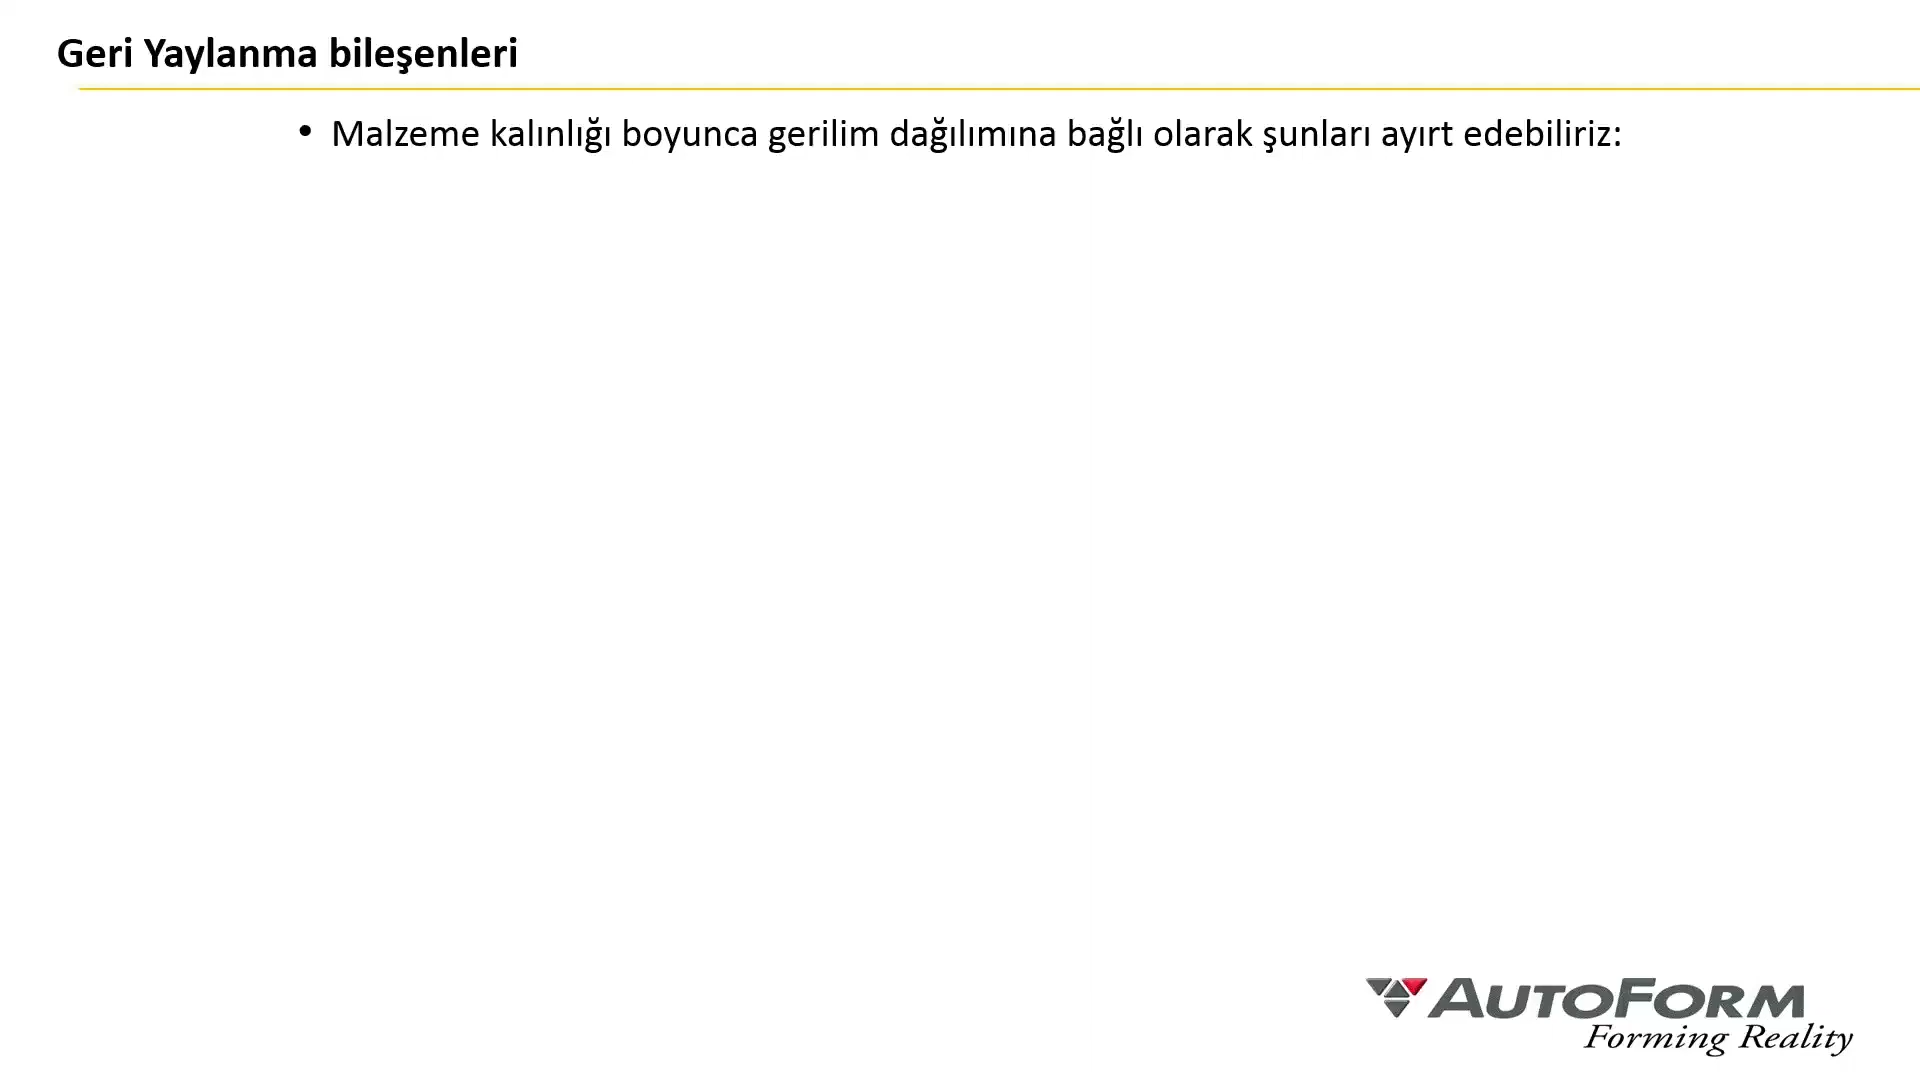 Geri Yaylanma bileşenleri
• Malzeme kalınlığı boyunca gerilim dağılımına bağlı olarak şunları ayırt edebiliriz:
AUTOFORM
Forming Reality